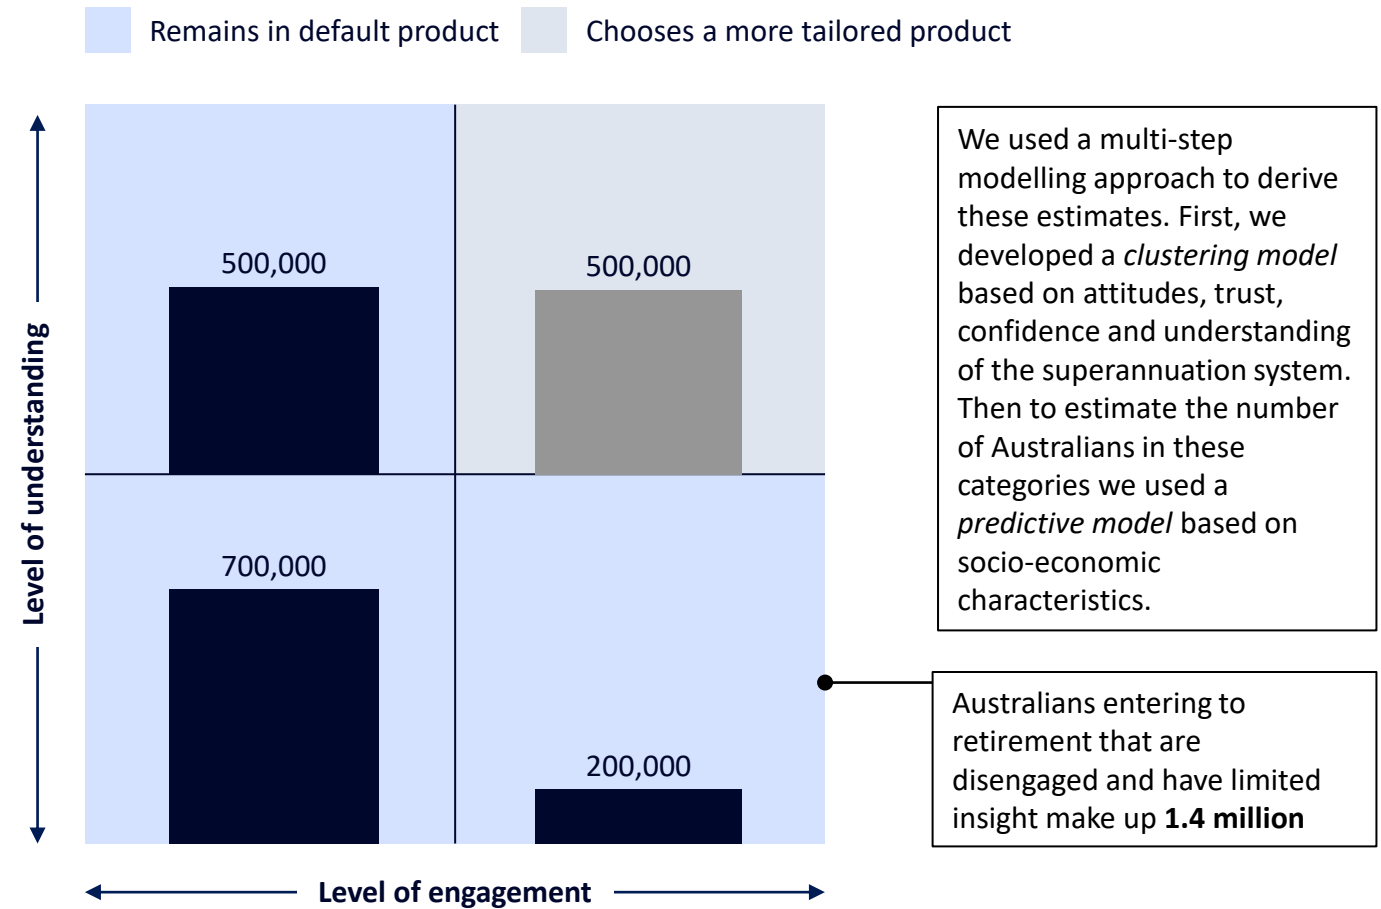 Remains in default product
Chooses a more tailored product
Level of understanding
500,000
500,000
700,000
200,000
Level of engagement
We used a multi-step
modelling approach to derive
these estimates. First, we
developed a clustering model
based on attitudes, trust,
confidence and understanding
of the superannuation system.
Then to estimate the number
of Australians in these
categories we used a
predictive model based on
socio-economic
characteristics.
Australians entering to
retirement that are
disengaged and have limited
insight make up 1.4 million